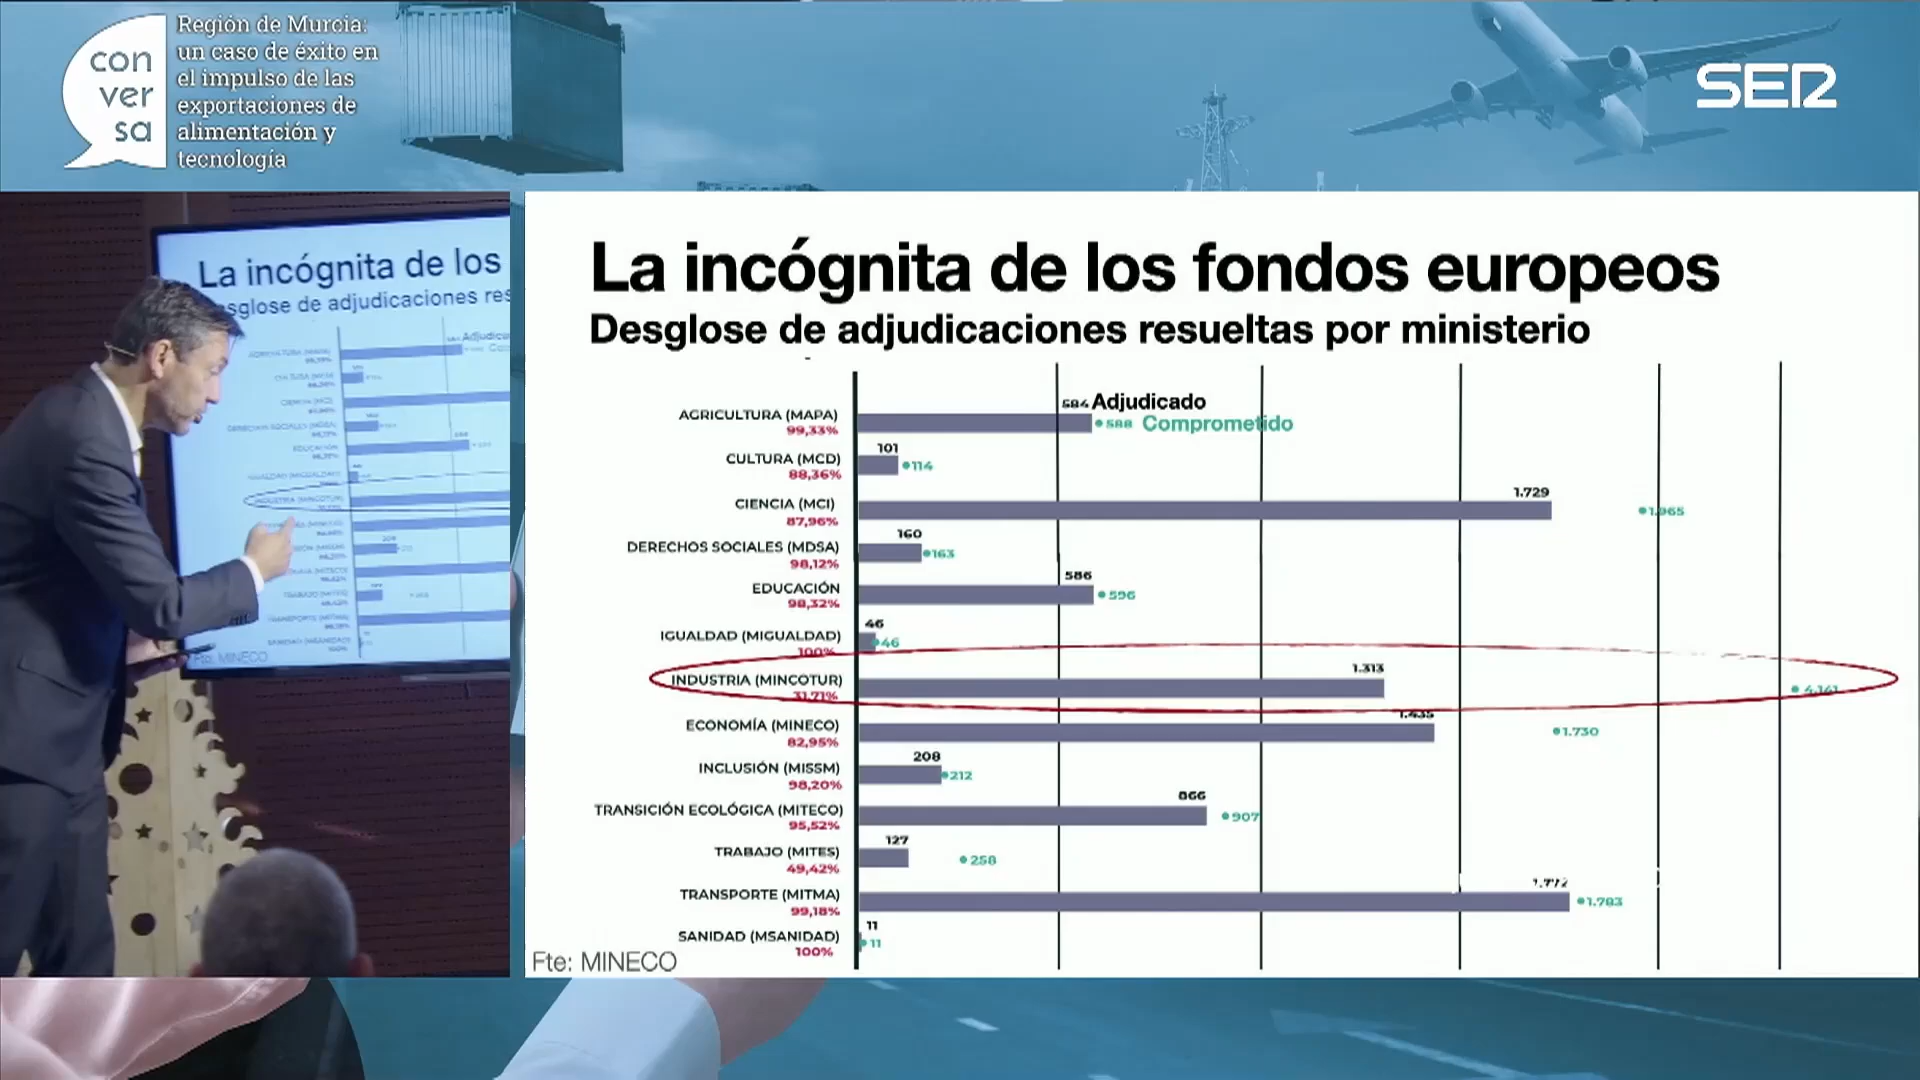 con
ver
sa
Región de Murcia:
un caso de éxito en
el impulso de las
exportaciones de
alimentación y
tecnología
SER
La incógnita de los
sglose de adjudicaciones res
Fte: MINECO
La incógnita de los fondos europeos
Desglose de adjudicaciones resueltas por ministerio
584 Adjudicado
AGRICULTURA (MAPA)
99,33%
588 Comprometido
CULTURA (MCD)
88,36%
101
114
CIENCIA (MCI)
87,96%
1.729
1.965
DERECHOS SOCIALES (MDSA)
98,12%
160
163
EDUCACIÓN
98,32%
586
596
IGUALDAD (MIGUALDAD)
100%
46
46
INDUSTRIA (MINCOTUR)
31,71%
1.313
4.141
ECONOMÍA (MINECO)
82,95%
1.435
1.730
INCLUSIÓN (MISSM)
98,20%
208
212
TRANSICIÓN ECOLÓGICA (MITECO)
95,52%
866
907
TRABAJO (MITES)
49,42%
127
258
TRANSPORTE (MITMA)
99,18%
1.772
1.783
SANIDAD (MSANIDAD)
100%
11
11
Fte: MINECO